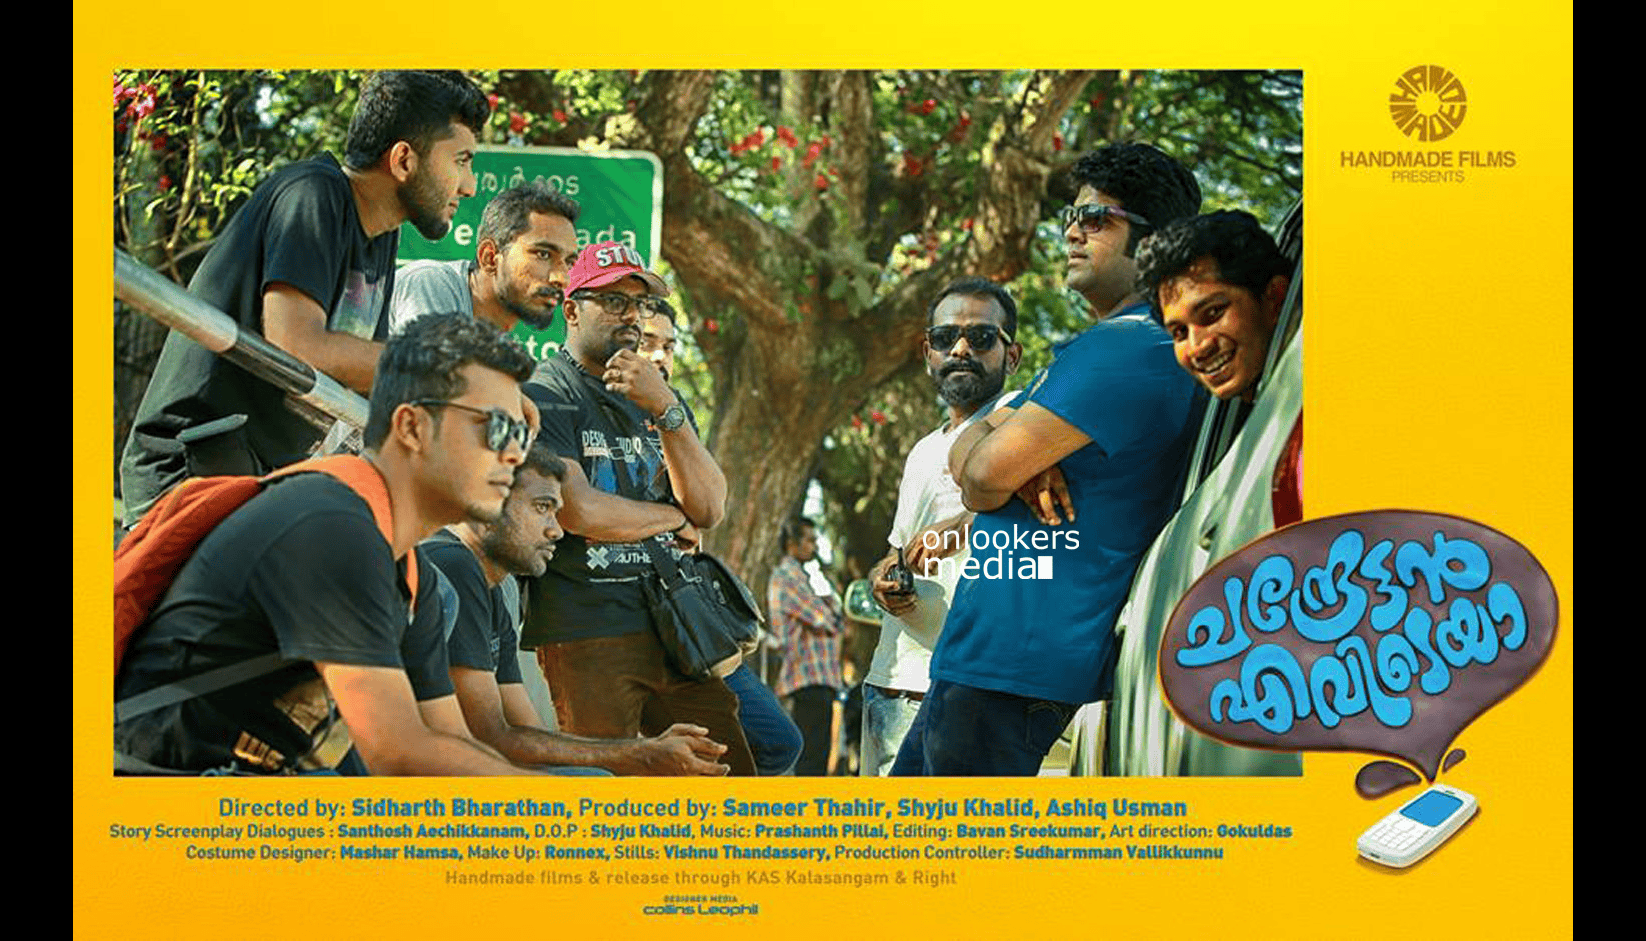 HANDMADE
HANDMADE FILMS
PRESENTS
STU
onlookers
media
ചന്ദ്രേട്ടൻ
എവിടെയാ
Directed by: Sidharth Bharathan, Produced by: Sameer Thahir, Shyju Khalid, Ashiq Usman
Story Screenplay Dialogues : Santhosh Aechikkanam, D.O.P : Shyju Khalid, Music: Prashanth Pillai, Editing: Bavan Sreekumar, Art direction: Gokuldas
Costume Designer: Mashar Hamsa, Make Up: Ronnex, Stills: Vishnu Thandassery, Production Controller: Sudharmman Vallikkunnu
Handmade films & release through KAS Kalasangam & Right
DESIGNER MEDIA
collins Leophil